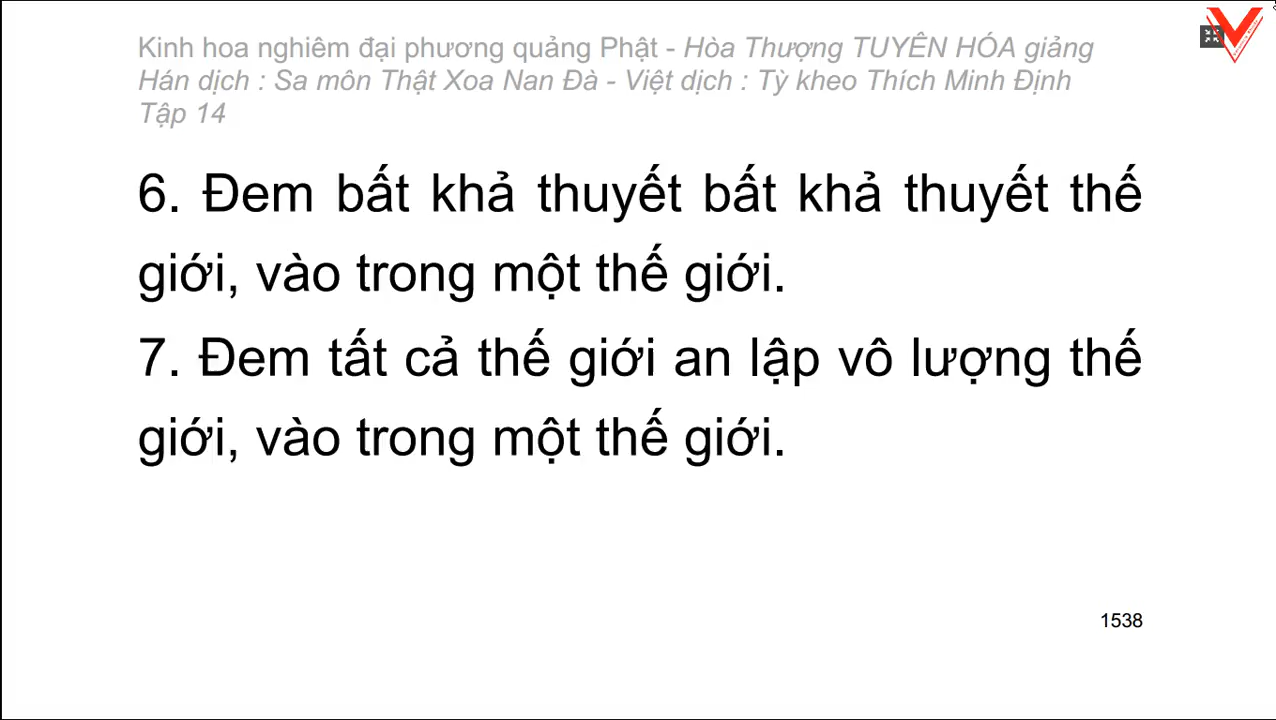 Kinh hoa nghiêm đại phương quảng Phật - Hòa Thượng TUYÊN HÓA giảng
Hán dịch : Sa môn Thật Xoa Nan Đà - Việt dịch : Tỳ kheo Thích Minh Định
Tập 14
6. Đem bất khả thuyết bất khả thuyết thế
giới, vào trong một thế giới.
7. Đem tất cả thế giới an lập vô lượng thế
giới, vào trong một thế giới.
1538